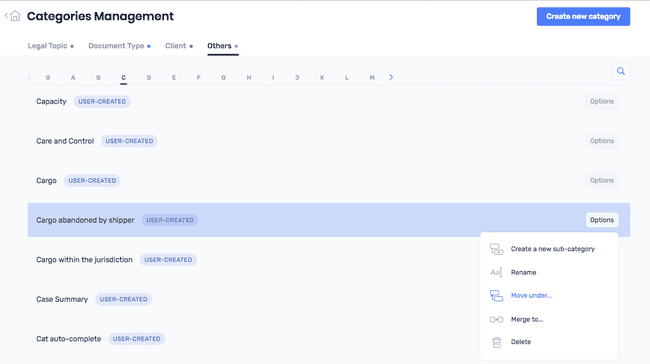 Categories Management
Create new category
Legal Topic
Document Type
Client
Others
0 A B C D E F G H I J K L M
Capacity USER-CREATED Options
Care and Control USER-CREATED Options
Cargo USER-CREATED Options
Cargo abandoned by shipper USER-CREATED Options
Cargo within the jurisdiction USER-CREATED
Case Summary USER-CREATED
Cat auto-complete USER-CREATED
Create a new sub-category
Aa Rename
Move under...
Merge to...
Delete